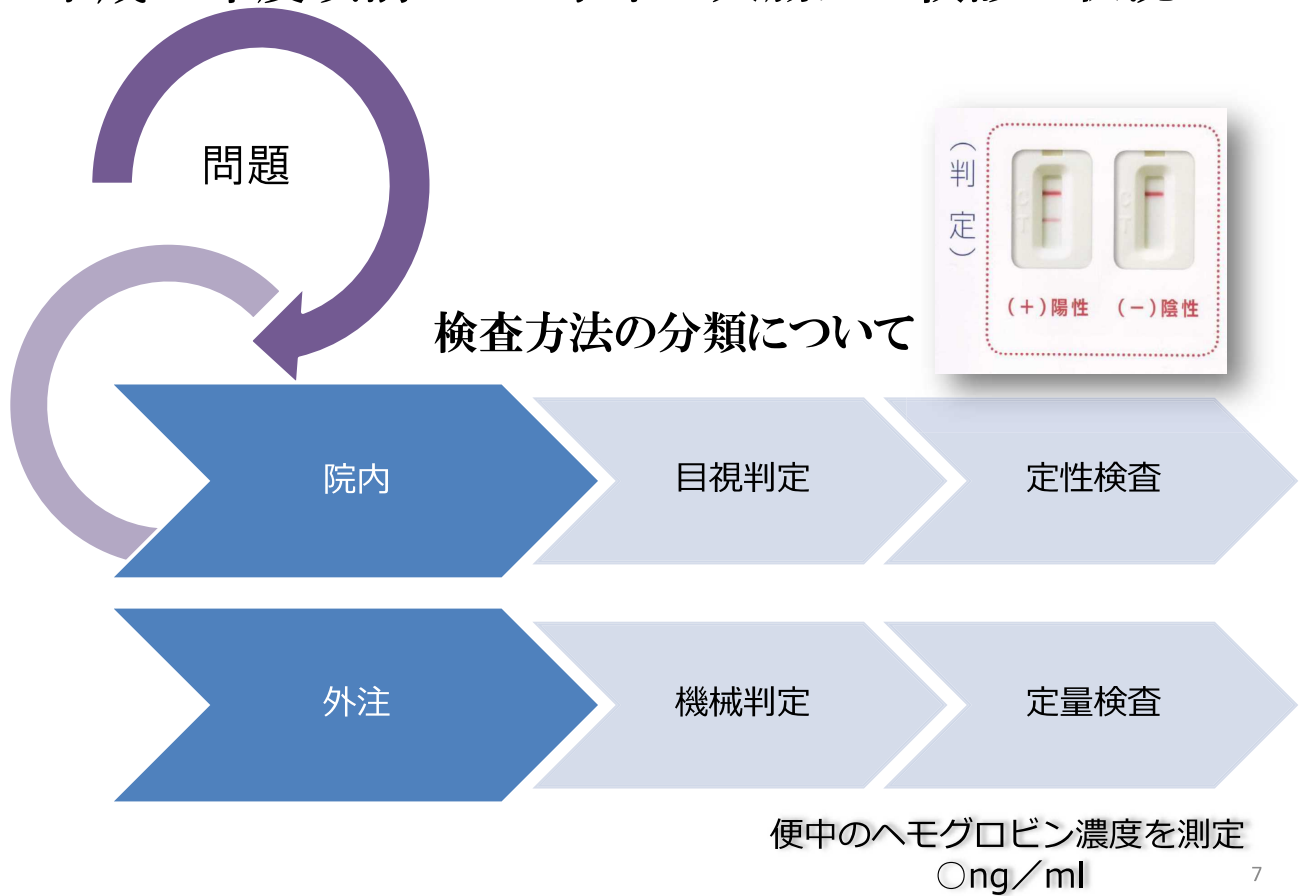 問題
(判定)
C
T
C
T
(+)陽性 (-)陰性
検査方法の分類について
院内 目視判定 定性検査
外注 機械判定 定量検査
便中のヘモグロビン濃度を測定
○ng/ml
7